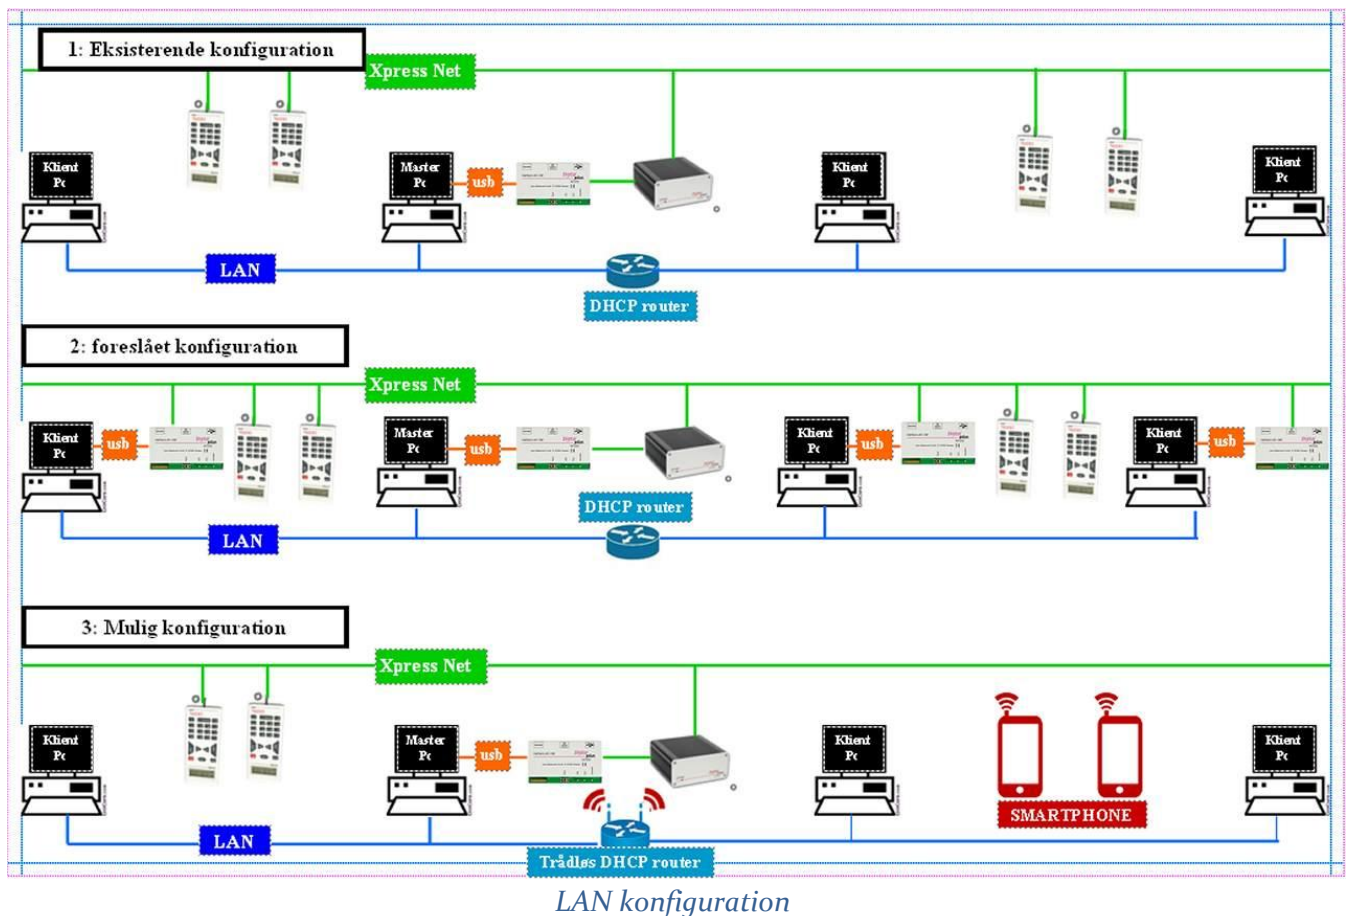 1: Eksisterende konfiguration
Xpress Net
Klient
Pc
Master
Pc
usb
Klient
Pc
Klient
Pc
LAN
DHCP router
2: foreslået konfiguration
Xpress Net
Klient
Pc
usb
Master
Pc
usb
Klient
Pc
usb
Klient
Pc
usb
DHCP router
LAN
3: Mulig konfiguration
Xpress Net
Klient
Pc
Master
Pc
usb
Klient
Pc
Klient
Pc
SMARTPHONE
LAN
Trådløs DHCP router
LAN konfiguration